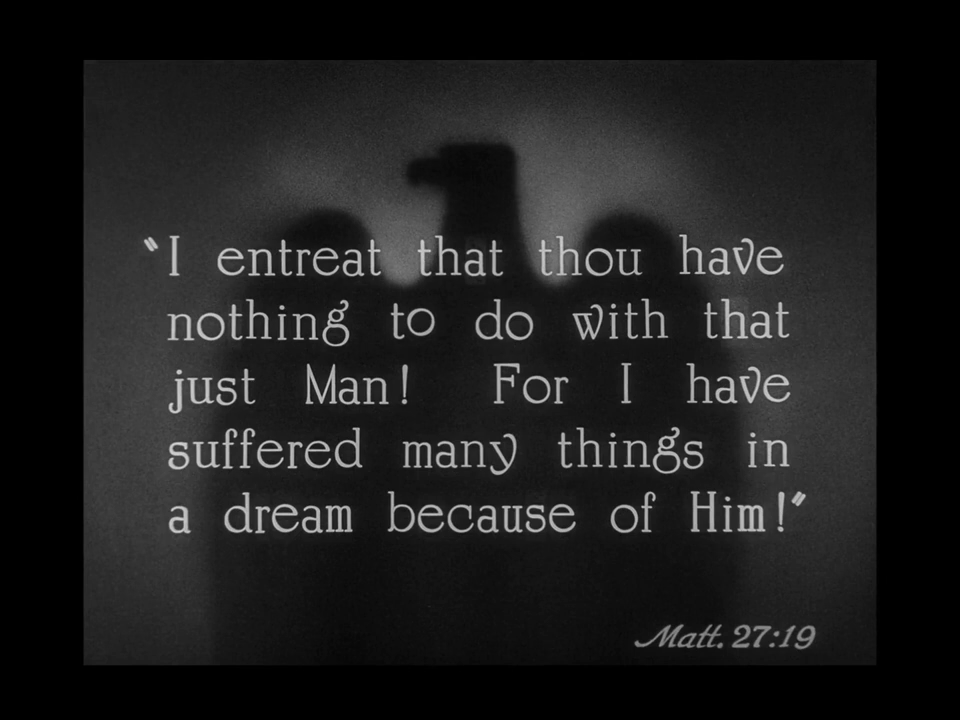 "I entreat that thou have
nothing to do with that
just Man! For I have
suffered many things in
a dream because of Him!"
Matt. 27:19